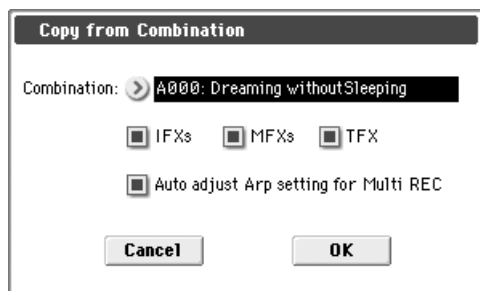 Copy from Combination
Combination: A000: Dreaming withoutSleeping
IFXs MFXs TFX
Auto adjust Arp setting for Multi REC
Cancel OK